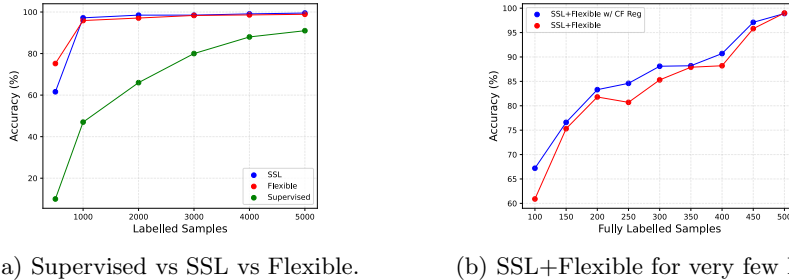 100
80
60
40
20
Accuracy (%)
SSL
Flexible
Supervised
1000 2000 3000 4000 5000
Labelled Samples
a) Supervised vs SSL vs Flexible.
100
95
90
85
80
75
70
65
60
Accuracy (%)
SSL+Flexible w/ CF Reg
SSL+Flexible
100 150 200 250 300 350 400 450 500
Fully Labelled Samples
(b) SSL+Flexible for very few